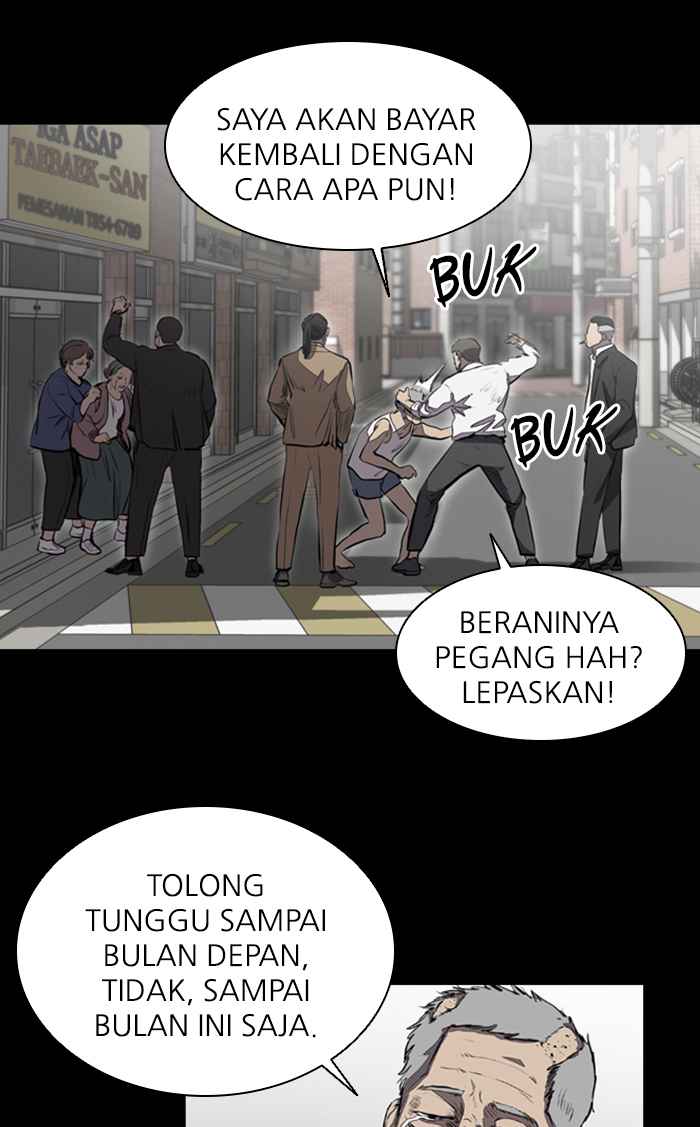 SAYA AKAN BAYAR
KEMBALI DENGAN
CARA APA PUN!
IGA ASAP
TAEBAEK-SAN
PEMESANAN 7854-6789
BUK
BUK
BERANINYA
PEGANG HAH?
LEPASKAN!
TOLONG
TUNGGU SAMPAI
BULAN DEPAN,
TIDAK, SAMPAI
BULAN INI SAJA.